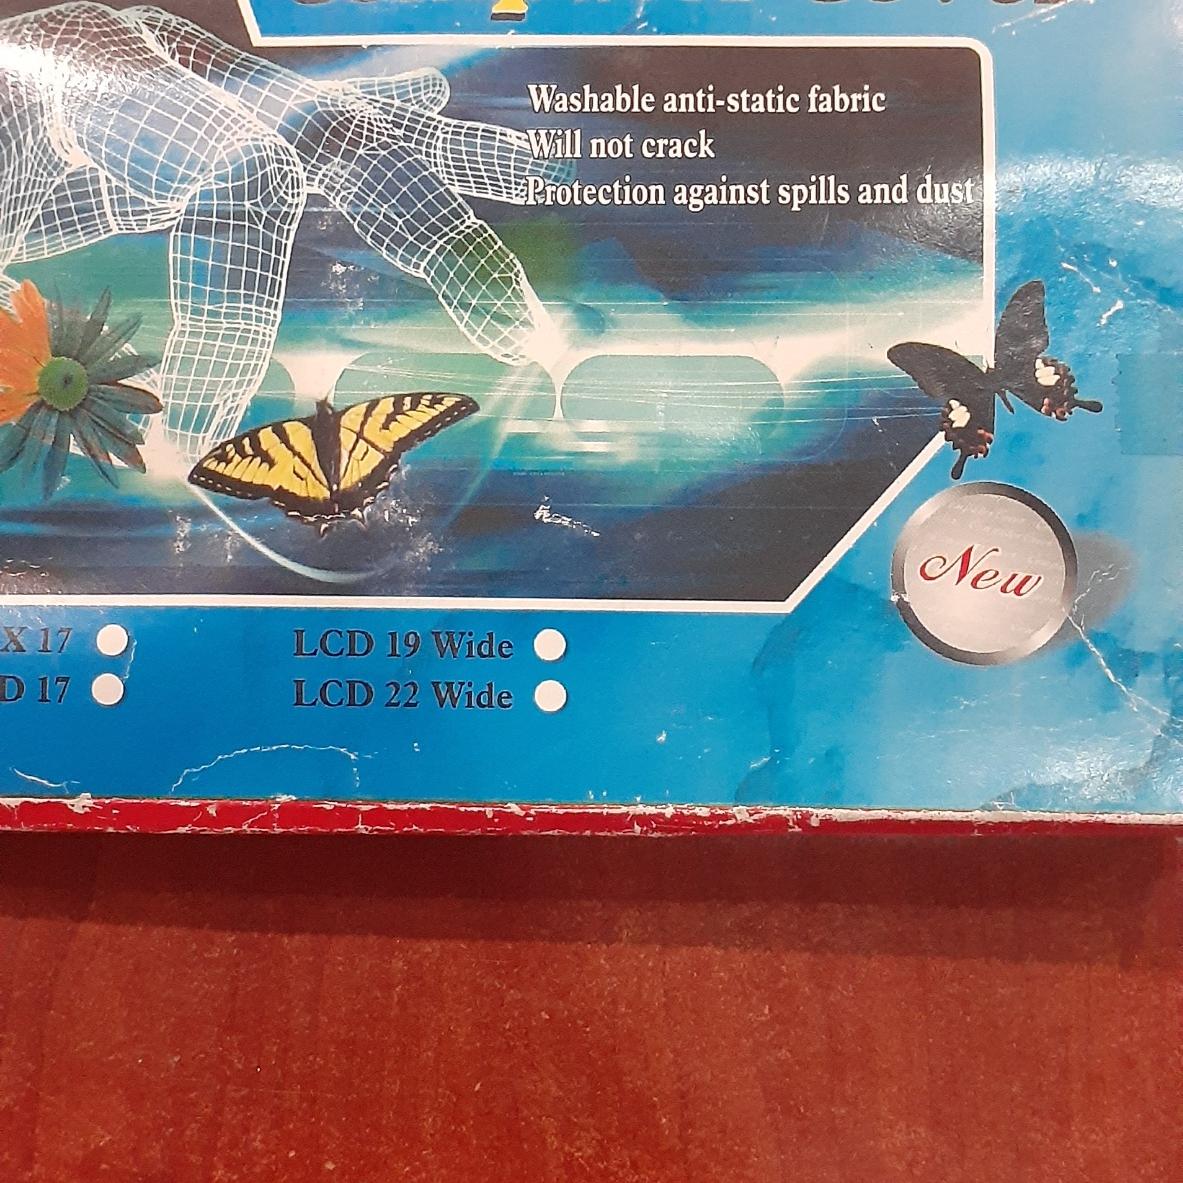 Washable anti-static fabric
Will not crack
Protection against spills and dust
New
X 17
LCD 19 Wide
D 17
LCD 22 Wide